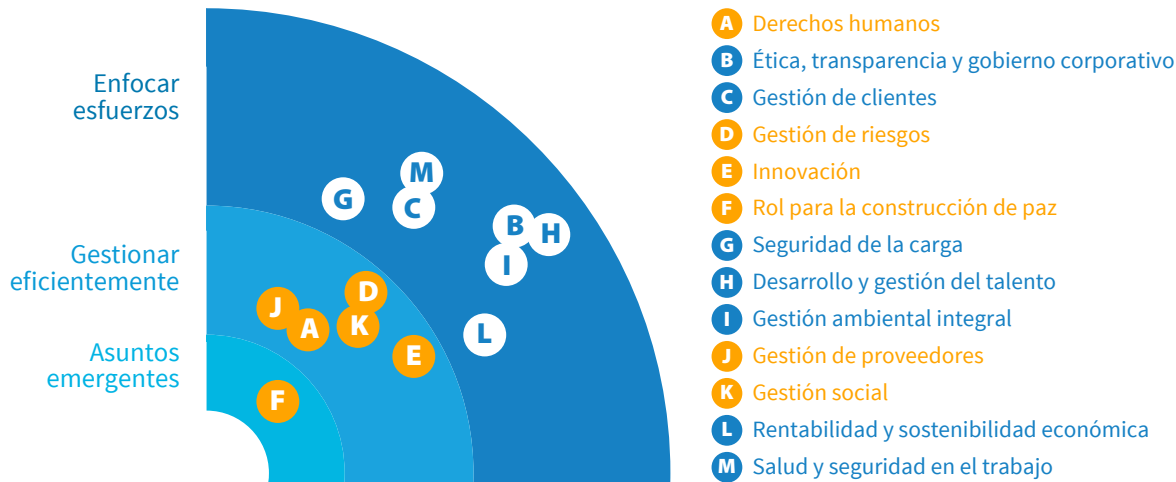 Enfocar
esfuerzos
Gestionar
eficientemente
Asuntos
emergentes
M
G
C
B
H
I
L
J
A
D
K
E
F
A Derechos humanos
B Ética, transparencia y gobierno corporativo
C Gestión de clientes
D Gestión de riesgos
E Innovación
F Rol para la construcción de paz
G Seguridad de la carga
H Desarrollo y gestión del talento
I Gestión ambiental integral
J Gestión de proveedores
K Gestión social
L Rentabilidad y sostenibilidad económica
M Salud y seguridad en el trabajo